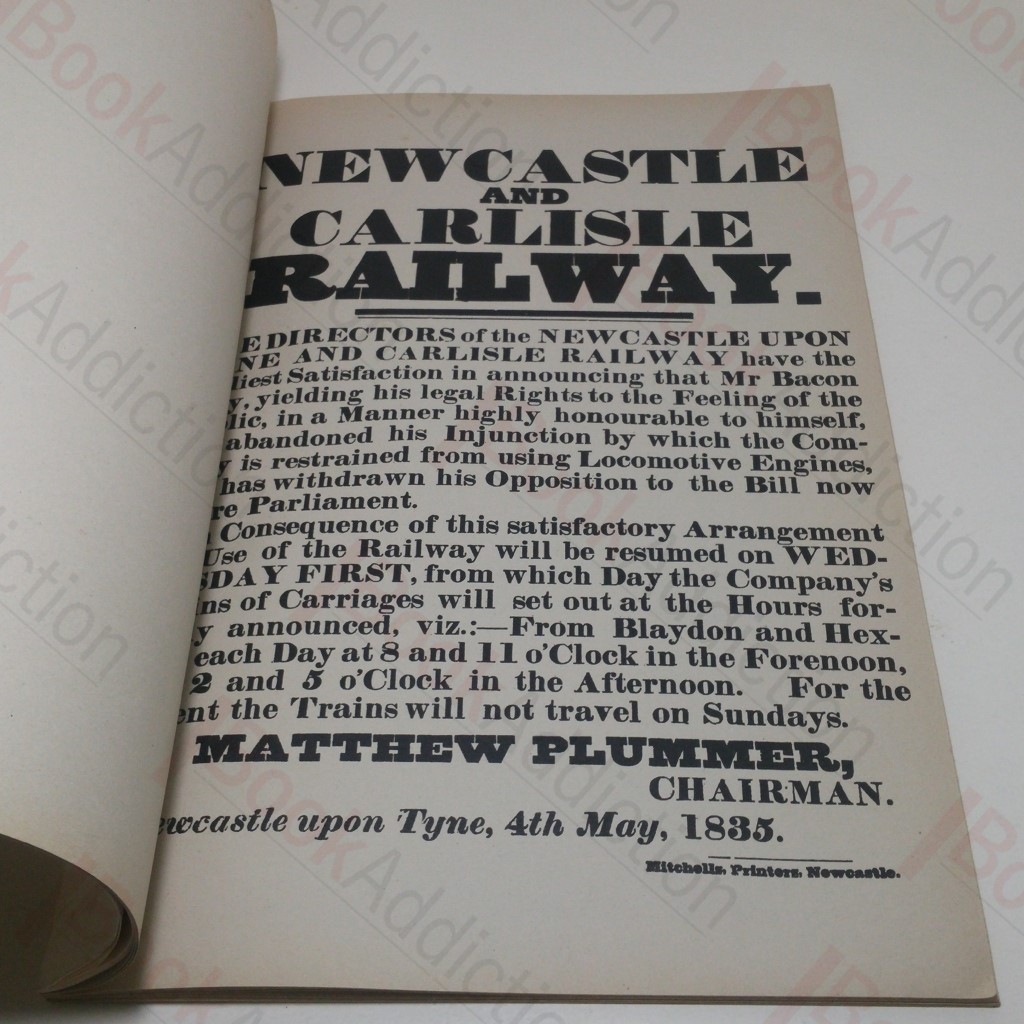 NEWCASTLE
AND
CARLISLE
RAILWAY.
E DIRECTORS of the NEWCASTLE UPON
NE AND CARLISLE RAILWAY have the
liest Satisfaction in announcing that Mr Bacon
y, yielding his legal Rights to the Feeling of the
lic, in a Manner highly honourable to himself,
abandoned his Injunction by which the Com-
y is restrained from using Locomotive Engines,
has withdrawn his Opposition to the Bill now
re Parliament.
Consequence of this satisfactory Arrangement
Use of the Railway will be resumed on WED-
SDAY FIRST, from which Day the Company's
ins of Carriages will set out at the Hours for-
y announced, viz.:—From Blaydon and Hex-
each Day at 8 and 11 o'Clock in the Forenoon,
2 and 5 o'Clock in the Afternoon. For the
ent the Trains will not travel on Sundays.
MATTHEW PLUMMER,
CHAIRMAN.
ewcastle upon Tyne, 4th May, 1835.
Mitchells, Printers, Newcastle.
BookAddiction